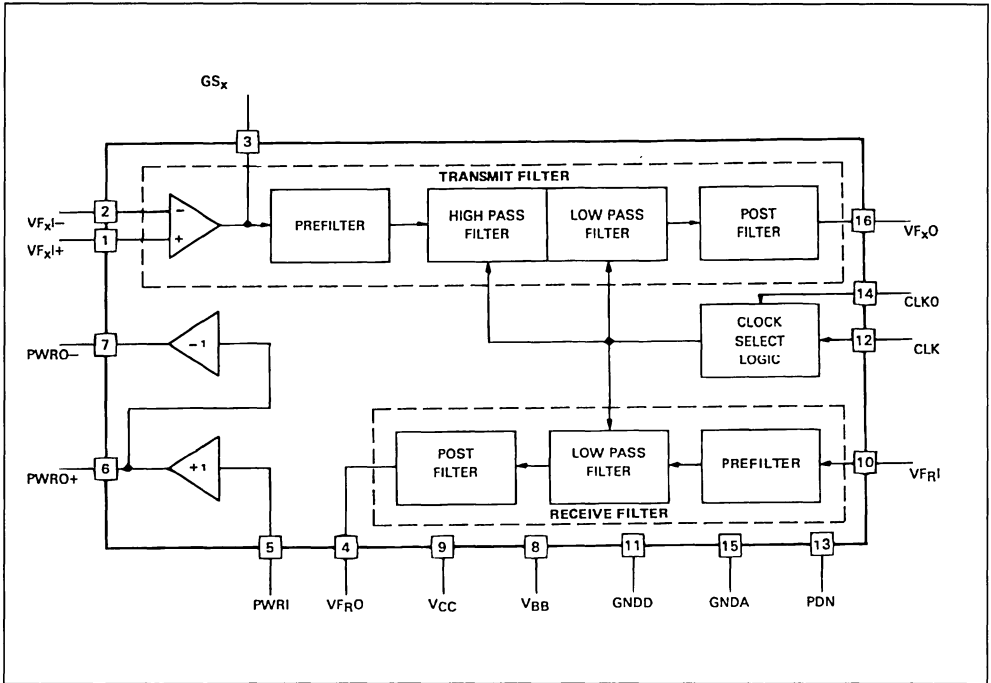 GSx
3
TRANSMIT FILTER
2
VFxI−
1
VFxI+
−
+
PREFILTER
HIGH PASS
FILTER
LOW PASS
FILTER
POST
FILTER
16
VFxO
14
CLK0
CLOCK
SELECT
LOGIC
12
CLK
7
PWRO−
−1
6
PWRO+
+1
POST
FILTER
LOW PASS
FILTER
PREFILTER
10
VFRI
RECEIVE FILTER
5
4
9
8
11
15
13
PWRI
VFRO
VCC
VBB
GNDD
GNDA
PDN